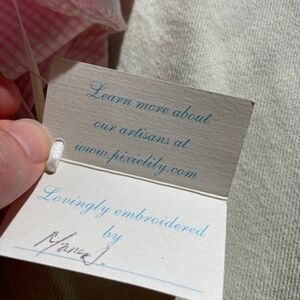 Learn more about
our artisans at
www.pixielily.com
Lovingly embroidered
by